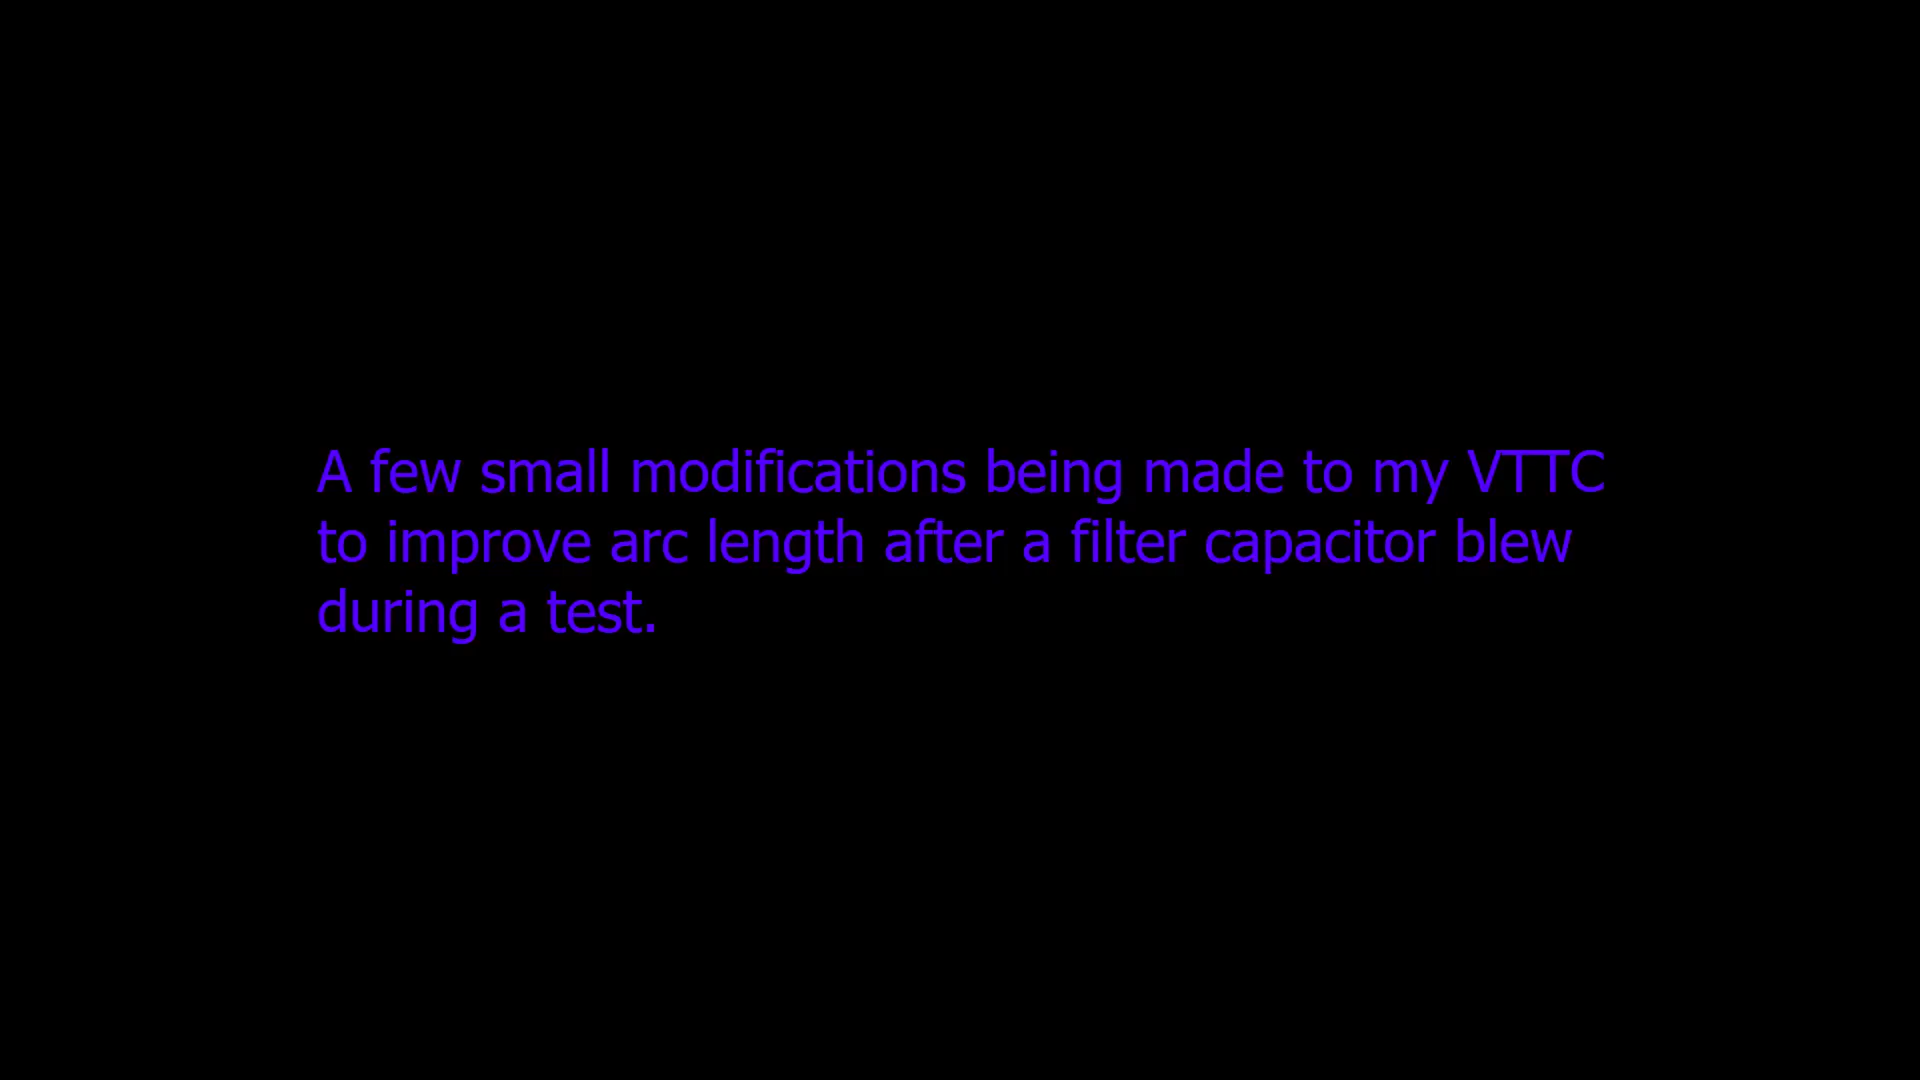 A few small modifications being made to my VTTC
to improve arc length after a filter capacitor blew
during a test.